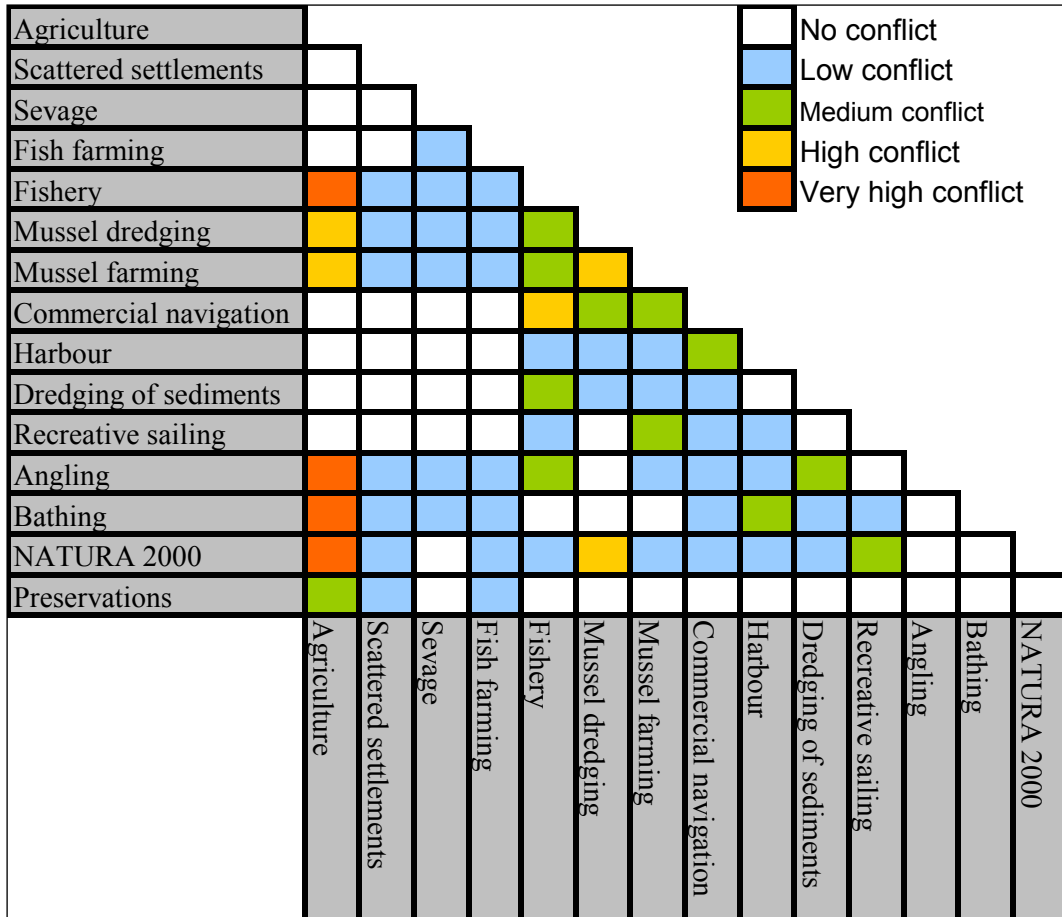 Agriculture
Scattered settlements
Sevage
Fish farming
Fishery
Mussel dredging
Mussel farming
Commercial navigation
Harbour
Dredging of sediments
Recreative sailing
Angling
Bathing
NATURA 2000
Preservations
No conflict
Low conflict
Medium conflict
High conflict
Very high conflict
Agriculture
Scattered settlements
Sevage
Fish farming
Fishery
Mussel dredging
Mussel farming
Commercial navigation
Harbour
Dredging of sediments
Recreative sailing
Angling
Bathing
NATURA 2000